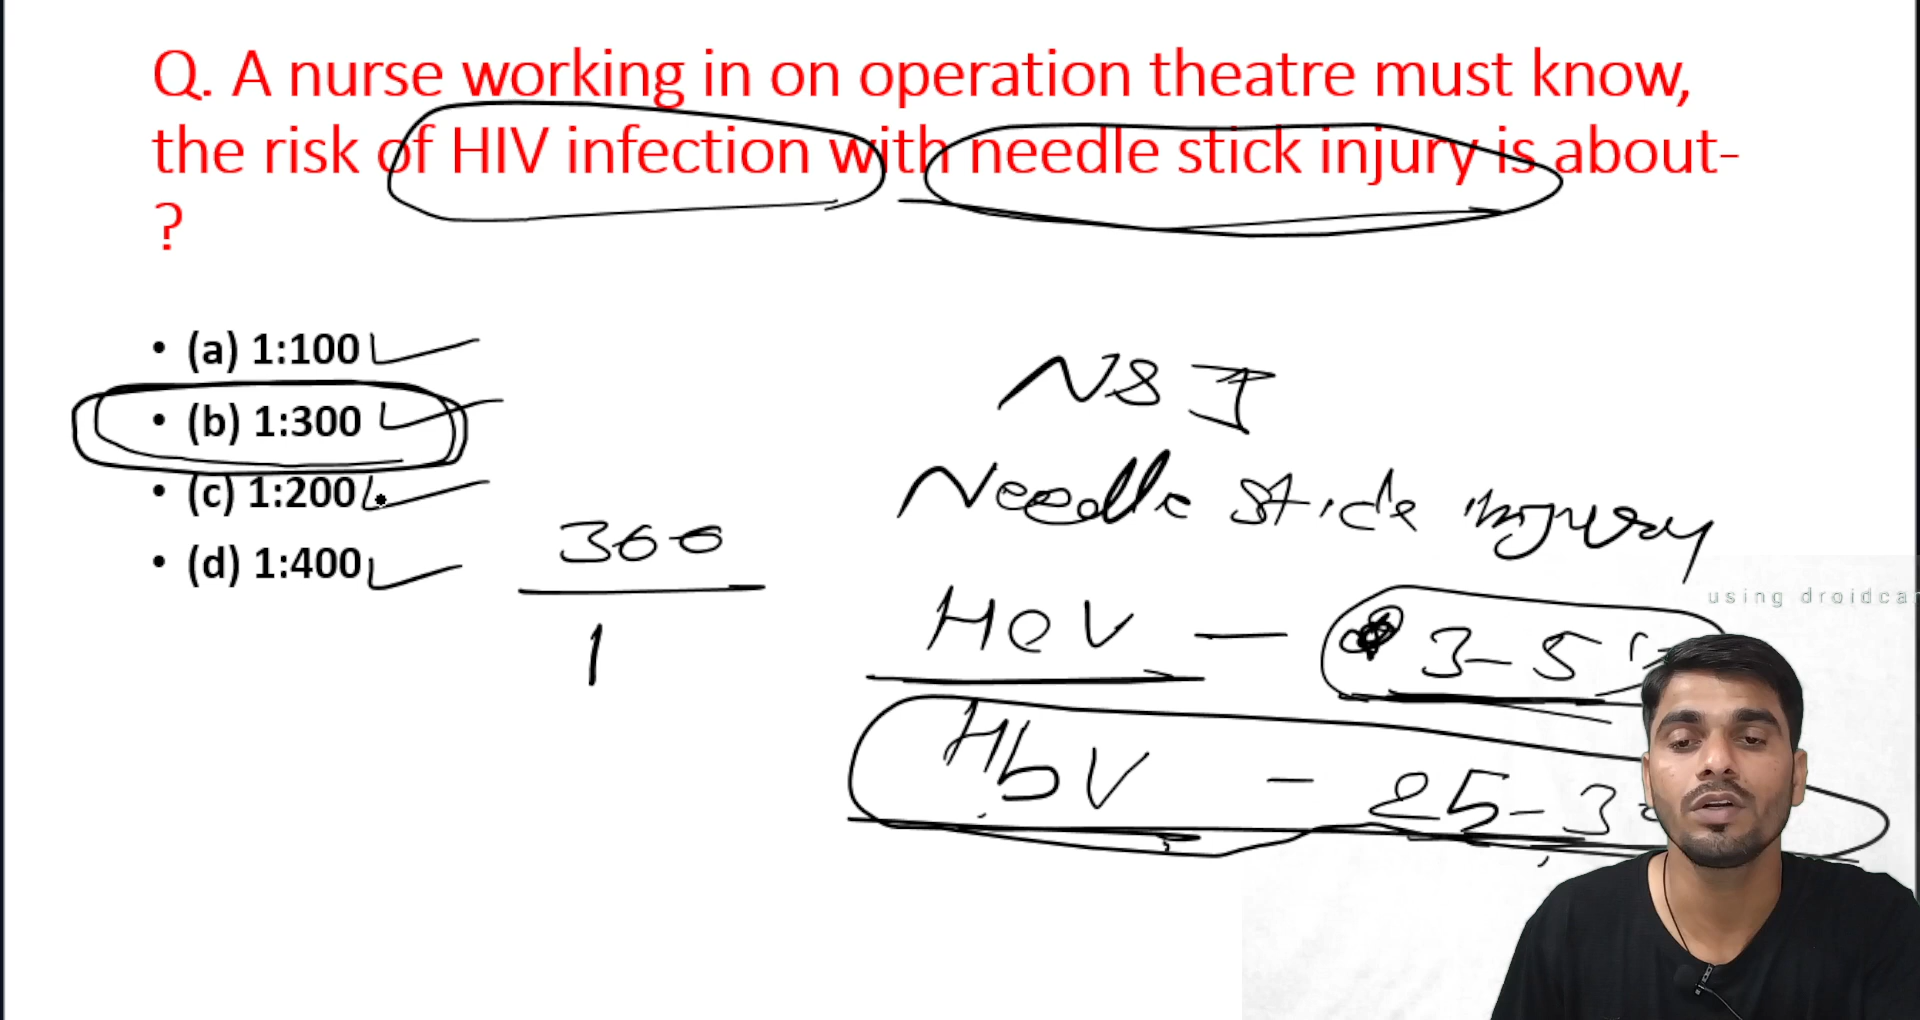 Q. A nurse working in on operation theatre must know,
the risk of HIV infection with needle stick injury is about-
?
• (a) 1:100
• (b) 1:300
• (c) 1:200
• (d) 1:400
NSI
Needle stick injury
300
1
HCV - 3-5
HbV - 25-3
using droidca